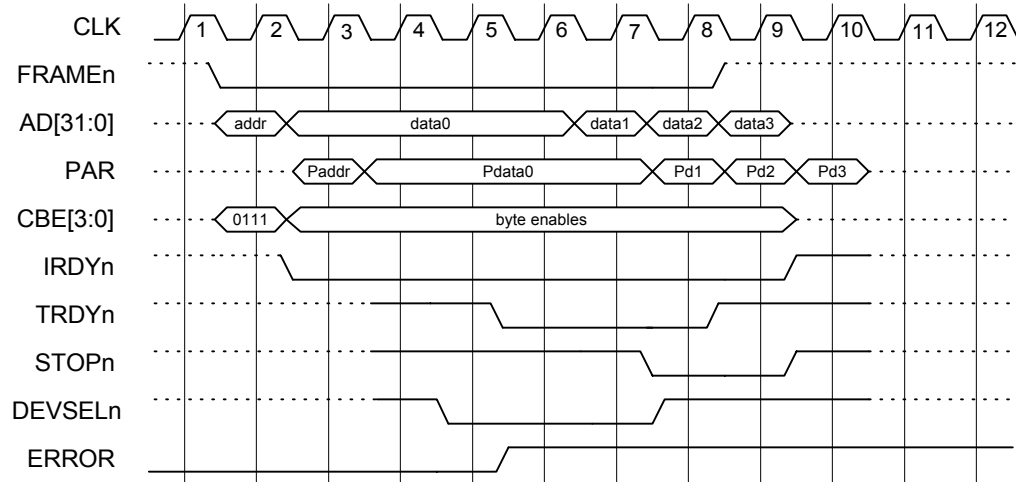 CLK 1 2 3 4 5 6 7 8 9 10 11 12
FRAMEn
AD[31:0] addr data0 data1 data2 data3
PAR Paddr Pdata0 Pd1 Pd2 Pd3
CBE[3:0] 0111 byte enables
IRDYn
TRDYn
STOPn
DEVSELn
ERROR